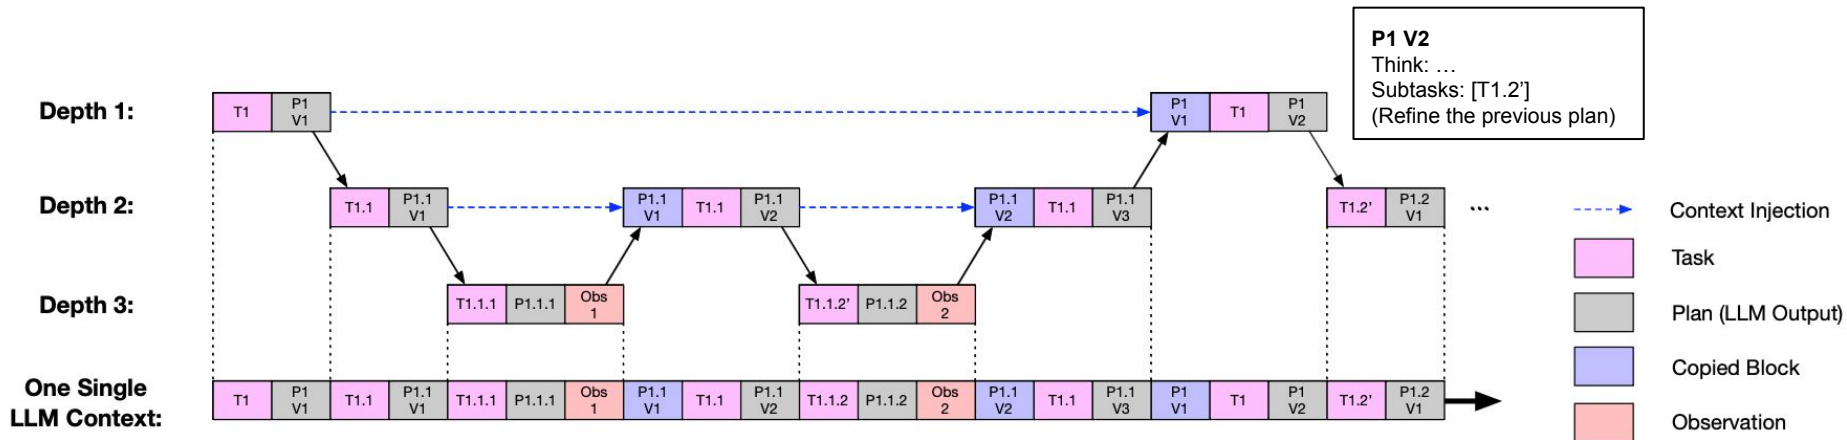 P1 V2
Think: …
Subtasks: [T1.2’]
(Refine the previous plan)
Depth 1:
T1
P1
V1
P1
V1
T1
P1
V2
Depth 2:
T1.1
P1.1
V1
P1.1
V1
T1.1
P1.1
V2
P1.1
V2
T1.1
P1.1
V3
T1.2’
P1.2
V1
...
Depth 3:
T1.1.1
P1.1.1
Obs
1
T1.1.2’
P1.1.2
Obs
2
One Single
LLM Context:
T1
P1
V1
T1.1
P1.1
V1
T1.1.1
P1.1.1
Obs
1
P1.1
V1
T1.1
P1.1
V2
T1.1.2
P1.1.2
Obs
2
P1.1
V2
T1.1
P1.1
V3
P1
V1
T1
P1
V2
T1.2’
P1.2
V1
Context Injection
Task
Plan (LLM Output)
Copied Block
Observation